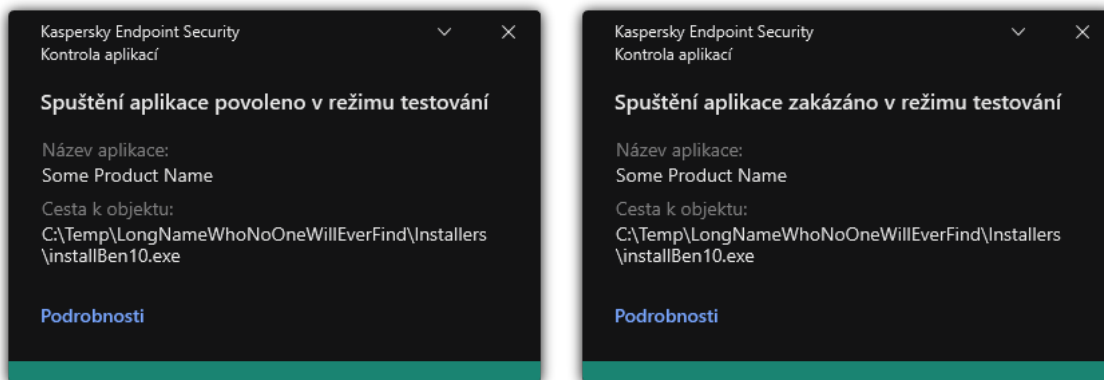 Kaspersky Endpoint Security
Kontrola aplikací
Spuštění aplikace povoleno v režimu testování
Název aplikace:
Some Product Name
Cesta k objektu:
C:\Temp\LongNameWhoNoOneWillEverFind\Installers
\installBen10.exe
Podrobnosti
Kaspersky Endpoint Security
Kontrola aplikací
Spuštění aplikace zakázáno v režimu testování
Název aplikace:
Some Product Name
Cesta k objektu:
C:\Temp\LongNameWhoNoOneWillEverFind\Installers
\installBen10.exe
Podrobnosti